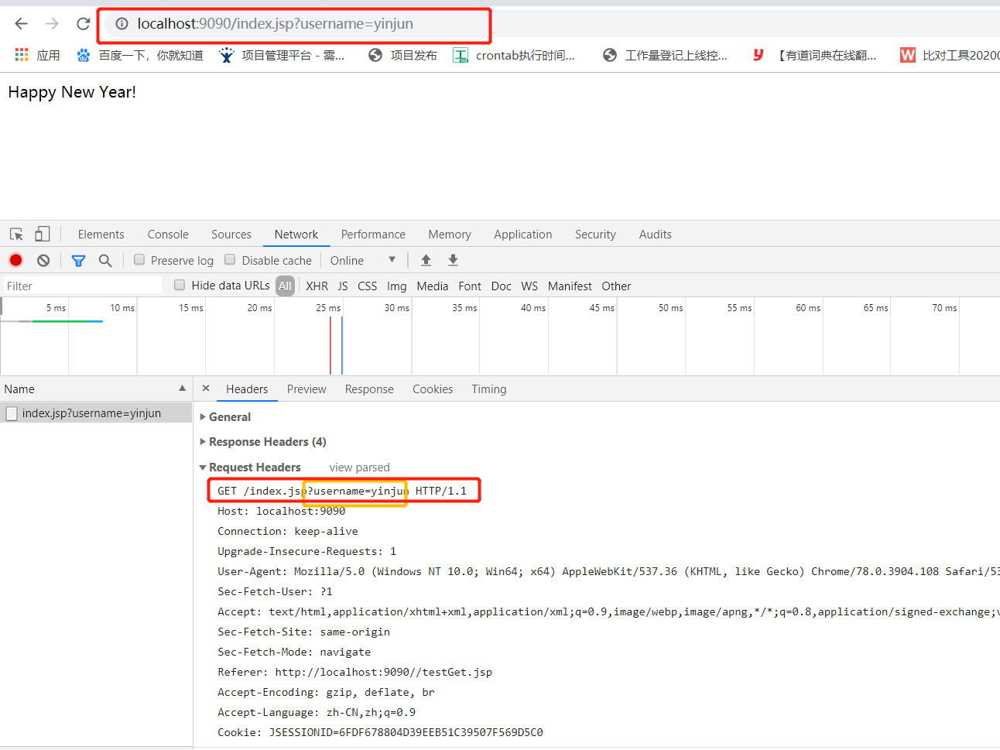 localhost:9090/index.jsp?username=yinjun
应用 百度一下，你就知道 项目管理平台 - 需... 项目发布 crontab执行时间... 工作量登记上线控... 【有道词典在线翻... 比对工具2020
Happy New Year!
Elements Console Sources Network Performance Memory Application Security Audits
Preserve log Disable cache Online
Filter Hide data URLs All XHR JS CSS Img Media Font Doc WS Manifest Other
5 ms 10 ms 15 ms 20 ms 25 ms 30 ms 35 ms 40 ms 45 ms 50 ms 55 ms 60 ms 65 ms 70 ms
Name Headers Preview Response Cookies Timing
index.jsp?username=yinjun
General
Response Headers (4)
Request Headers view parsed
GET /index.jsp?username=yinjun HTTP/1.1
Host: localhost:9090
Connection: keep-alive
Upgrade-Insecure-Requests: 1
User-Agent: Mozilla/5.0 (Windows NT 10.0; Win64; x64) AppleWebKit/537.36 (KHTML, like Gecko) Chrome/78.0.3904.108 Safari/53
Sec-Fetch-User: ?1
Accept: text/html,application/xhtml+xml,application/xml;q=0.9,image/webp,image/apng,*/*;q=0.8,application/signed-exchange;v
Sec-Fetch-Site: same-origin
Sec-Fetch-Mode: navigate
Referer: http://localhost:9090//testGet.jsp
Accept-Encoding: gzip, deflate, br
Accept-Language: zh-CN,zh;q=0.9
Cookie: JSESSIONID=6FDF678804D39EEB51C39507F569D5C0